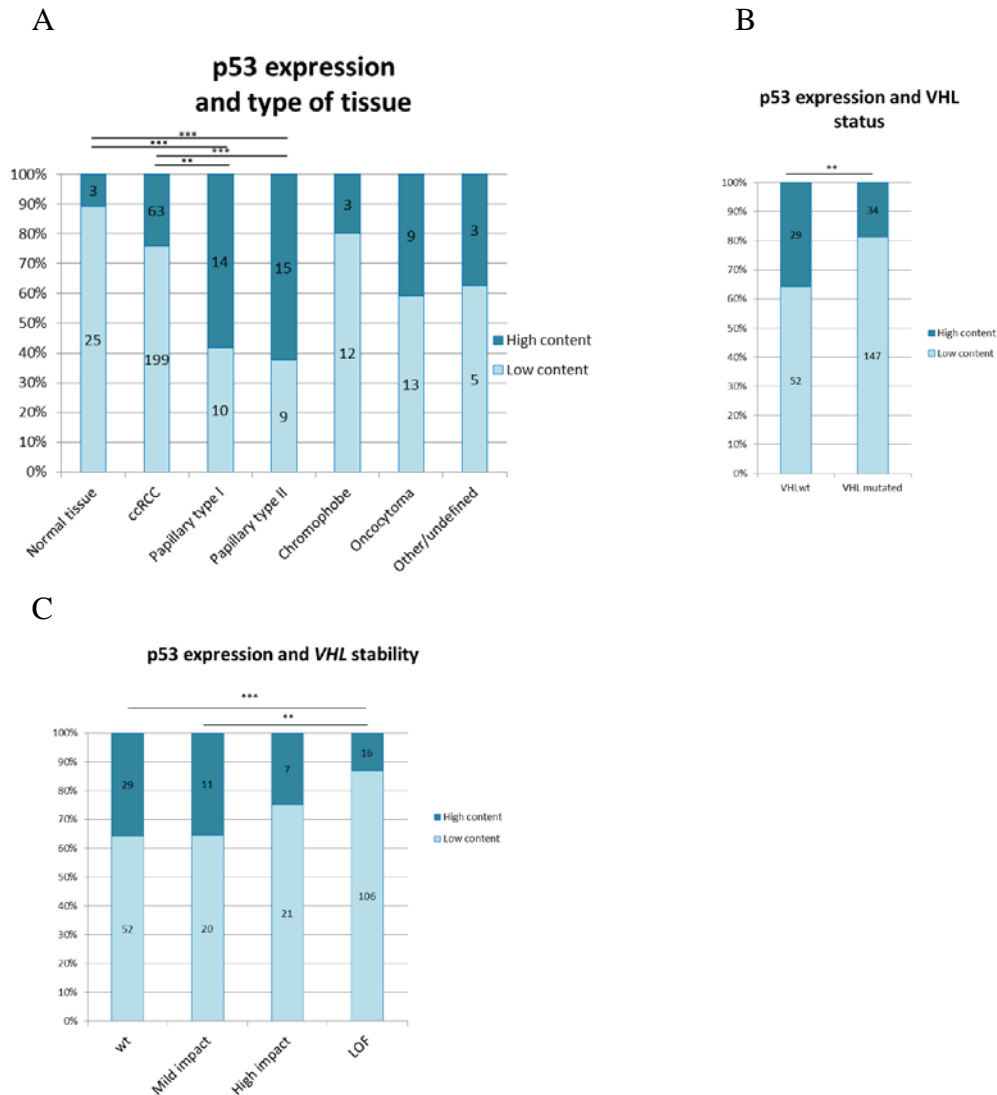 A
p53 expression
and type of tissue
***
***
***
**
100%
90%
80%
70%
60%
50%
40%
30%
20%
10%
0%
3
63
14
15
3
9
3
25
199
10
9
12
13
5
High content
Low content
Normal tissue
ccRCC
Papillary type I
Papillary type II
Chromophobe
Oncocytoma
Other/undefined
B
p53 expression and VHL
status
**
100%
90%
80%
70%
60%
50%
40%
30%
20%
10%
0%
29
34
52
147
High content
Low content
VHLwt
VHL mutated
C
p53 expression and VHL stability
***
**
100%
90%
80%
70%
60%
50%
40%
30%
20%
10%
0%
29
11
7
16
52
20
21
106
High content
Low content
wt
Mild impact
High impact
LOF